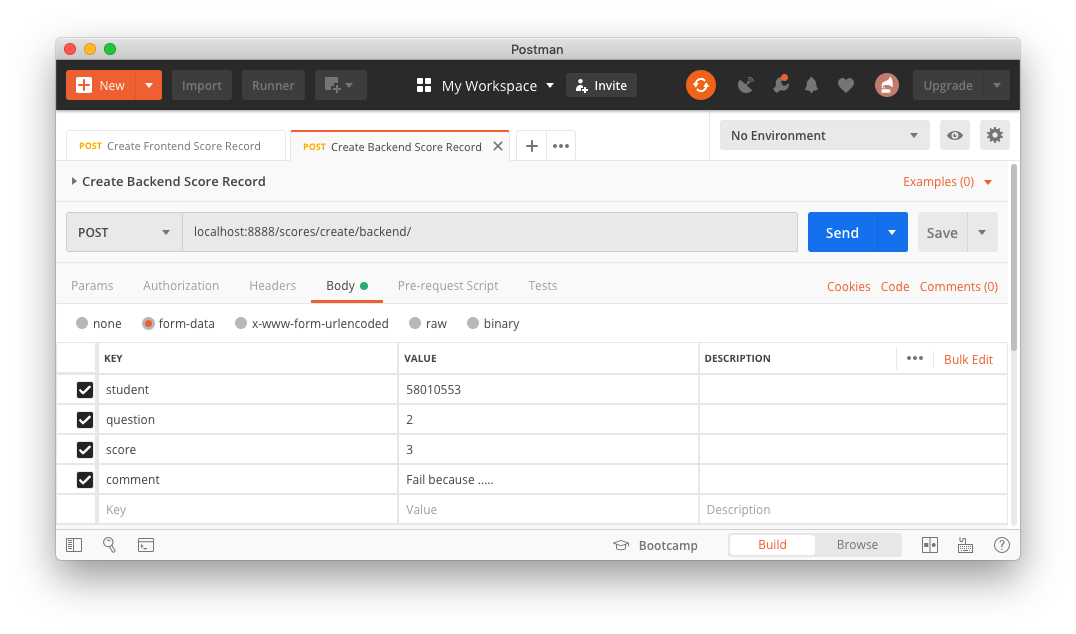 Postman
New Import Runner My Workspace Invite Upgrade
POST Create Frontend Score Record POST Create Backend Score Record No Environment
Create Backend Score Record Examples (0)
POST localhost:8888/scores/create/backend/ Send Save
Params Authorization Headers Body Pre-request Script Tests Cookies Code Comments (0)
none form-data x-www-form-urlencoded raw binary
KEY VALUE DESCRIPTION ••• Bulk Edit
student 58010553
question 2
score 3
comment Fail because .....
Key Value Description
Bootcamp Build Browse